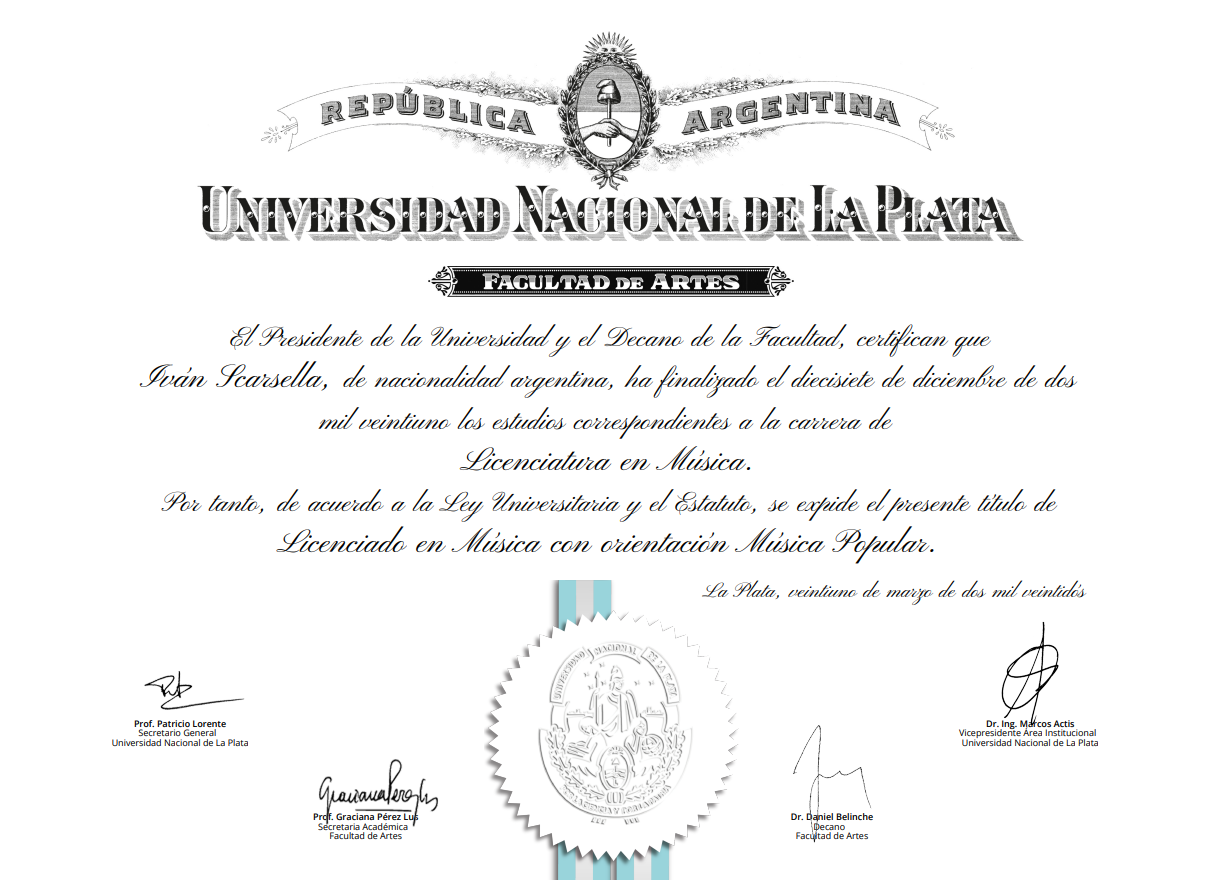 REPÚBLICA ARGENTINA
UNIVERSIDAD NACIONAL DE LA PLATA
FACULTAD DE ARTES
El Presidente de la Universidad y el Decano de la Facultad, certifican que
Iván Scarsella, de nacionalidad argentina, ha finalizado el diecisiete de diciembre de dos
mil veintiuno los estudios correspondientes a la carrera de
Licenciatura en Música.
Por tanto, de acuerdo a la Ley Universitaria y el Estatuto, se expide el presente título de
Licenciado en Música con orientación Música Popular.
La Plata, veintiuno de marzo de dos mil veintidós
UNIVERSIDAD NACIONAL DE LA PLATA
Prof. Patricio Lorente
Secretario General
Universidad Nacional de La Plata
Dr. Ing. Marcos Actis
Vicepresidente Área Institucional
Universidad Nacional de La Plata
Graciana Perez Lus
Prof. Graciana Pérez Lus
Secretaria Académica
Facultad de Artes
Dr. Daniel Belinche
Decano
Facultad de Artes